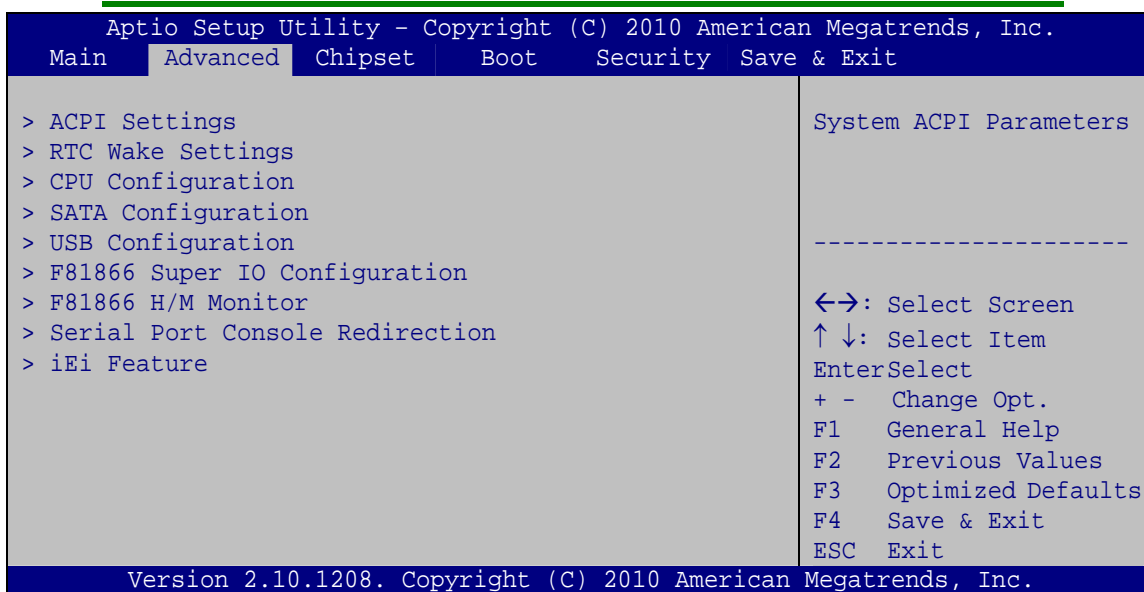 Aptio Setup Utility – Copyright (C) 2010 American Megatrends, Inc.
Main Advanced Chipset Boot Security Save & Exit
> ACPI Settings
> RTC Wake Settings
> CPU Configuration
> SATA Configuration
> USB Configuration
> F81866 Super IO Configuration
> F81866 H/M Monitor
> Serial Port Console Redirection
> iEi Feature
System ACPI Parameters
----------------------
←→: Select Screen
↑ ↓: Select Item
EnterSelect
+ - Change Opt.
F1 General Help
F2 Previous Values
F3 Optimized Defaults
F4 Save & Exit
ESC Exit
Version 2.10.1208. Copyright (C) 2010 American Megatrends, Inc.